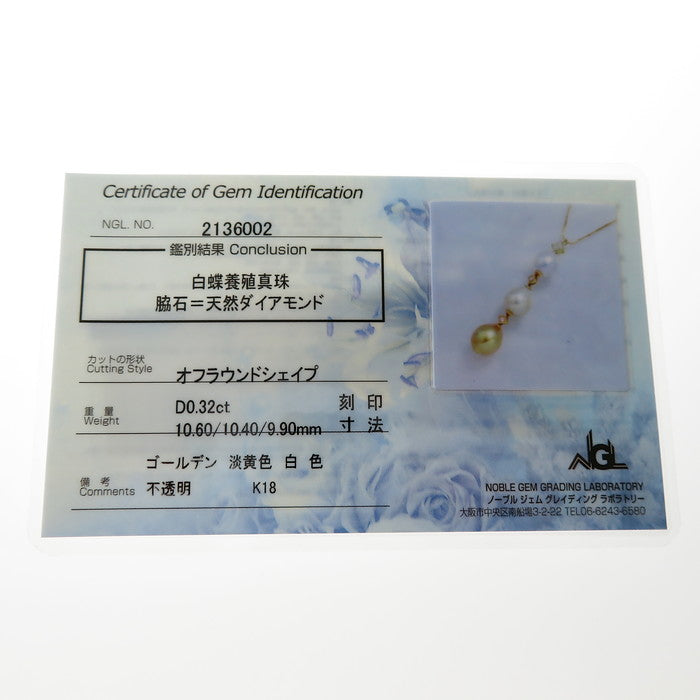 Certificate of Gem Identification
NGL. NO. 2136002
鑑別結果 Conclusion
白蝶養殖真珠
脇石＝天然ダイアモンド
カットの形状
Cutting Style オフラウンドシェイプ
重量 D0.32ct 刻印
Weight 10.60/10.40/9.90mm 寸法
ゴールデン 淡黄色 白色
備考
Comments 不透明 K18
NGL
NOBLE GEM GRADING LABORATORY
ノーブル ジェム グレイディング ラボラトリー
大阪市中央区南船場3-2-22 TEL06-6243-6580